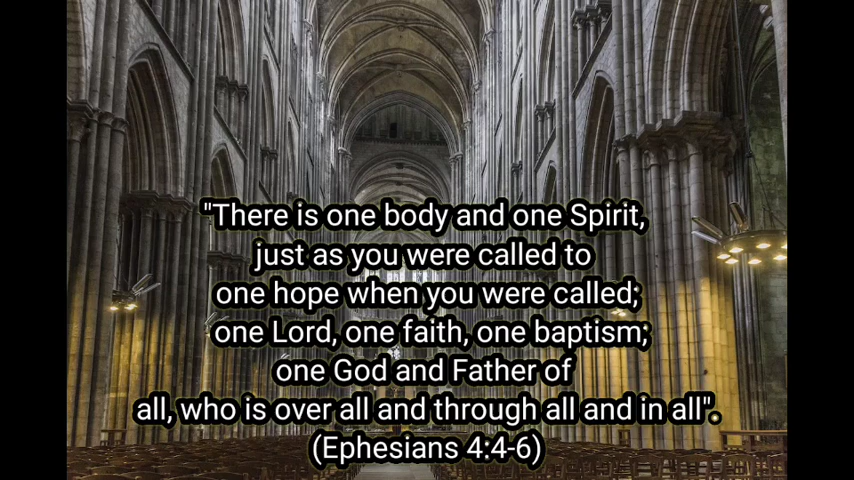 "There is one body and one Spirit,
just as you were called to
one hope when you were called;
one Lord, one faith, one baptism;
one God and Father of
all, who is over all and through all and in all".
(Ephesians 4:4-6)